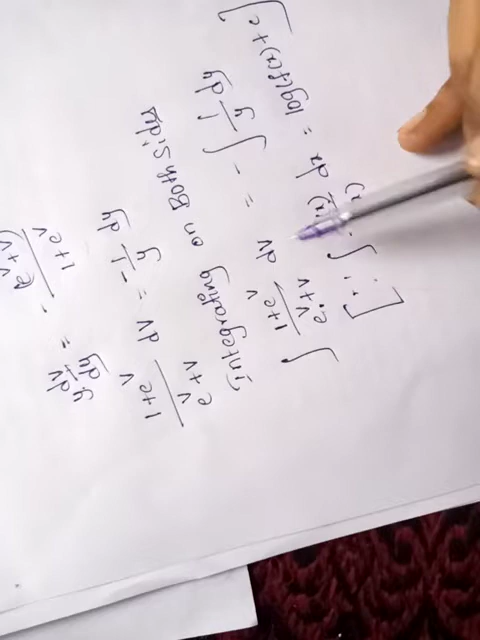 y dv/dy = - (e^v+v)/(1+e^v)
(1+e^v)/(e^v+v) dv = -1/y dy
Integrating on Both Sides
∫ (1+e^v)/(e^v+v) dv = - ∫ 1/y dy
[∵ ∫ dx = log(f(x)+c]